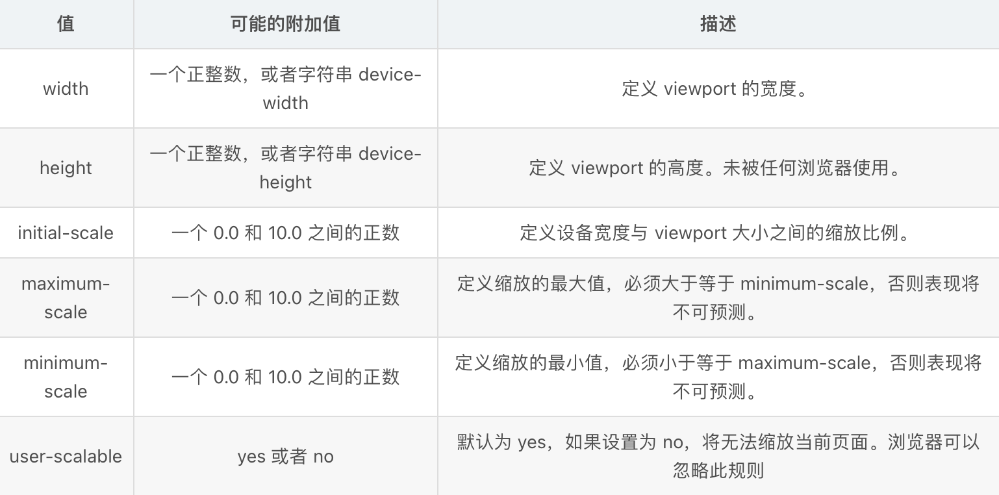 值 可能的附加值 描述
width
一个正整数，或者字符串 device-
width
定义 viewport 的宽度。
height
一个正整数，或者字符串 device-
height
定义 viewport 的高度。未被任何浏览器使用。
initial-scale
一个 0.0 和 10.0 之间的正数
定义设备宽度与 viewport 大小之间的缩放比例。
maximum-
scale
一个 0.0 和 10.0 之间的正数
定义缩放的最大值，必须大于等于 minimum-scale，否则表现将
不可预测。
minimum-
scale
一个 0.0 和 10.0 之间的正数
定义缩放的最小值，必须小于等于 maximum-scale，否则表现将
不可预测。
user-scalable
yes 或者 no
默认为 yes，如果设置为 no，将无法缩放当前页面。浏览器可以
忽略此规则